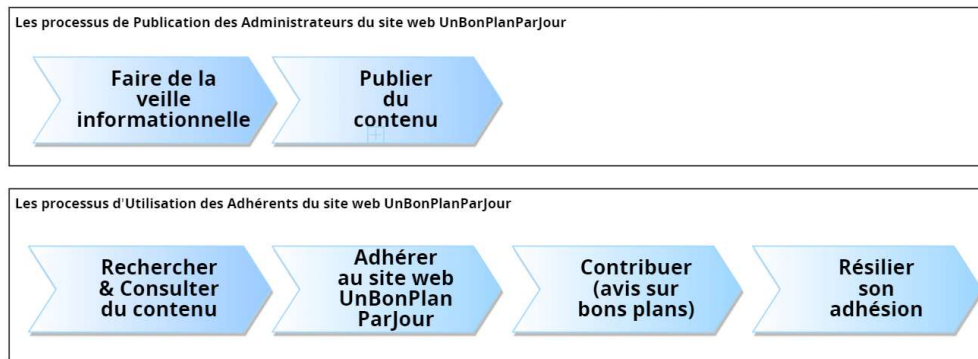 Les processus de Publication des Administrateurs du site web UnBonPlanParJour
Faire de la
veille
informationnelle
Publier
du
contenu
Les processus d'Utilisation des Adhérents du site web UnBonPlanParJour
Rechercher
& Consulter
du contenu
Adhérer
au site web
UnBonPlan
ParJour
Contribuer
(avis sur
bons plans)
Résilier
son
adhésion